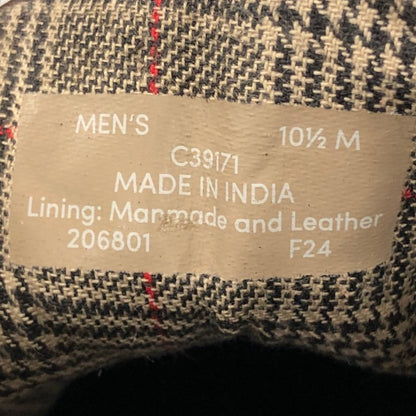 MEN'S 10½ M
C39171
MADE IN INDIA
Lining: Manmade and Leather
206801 F24